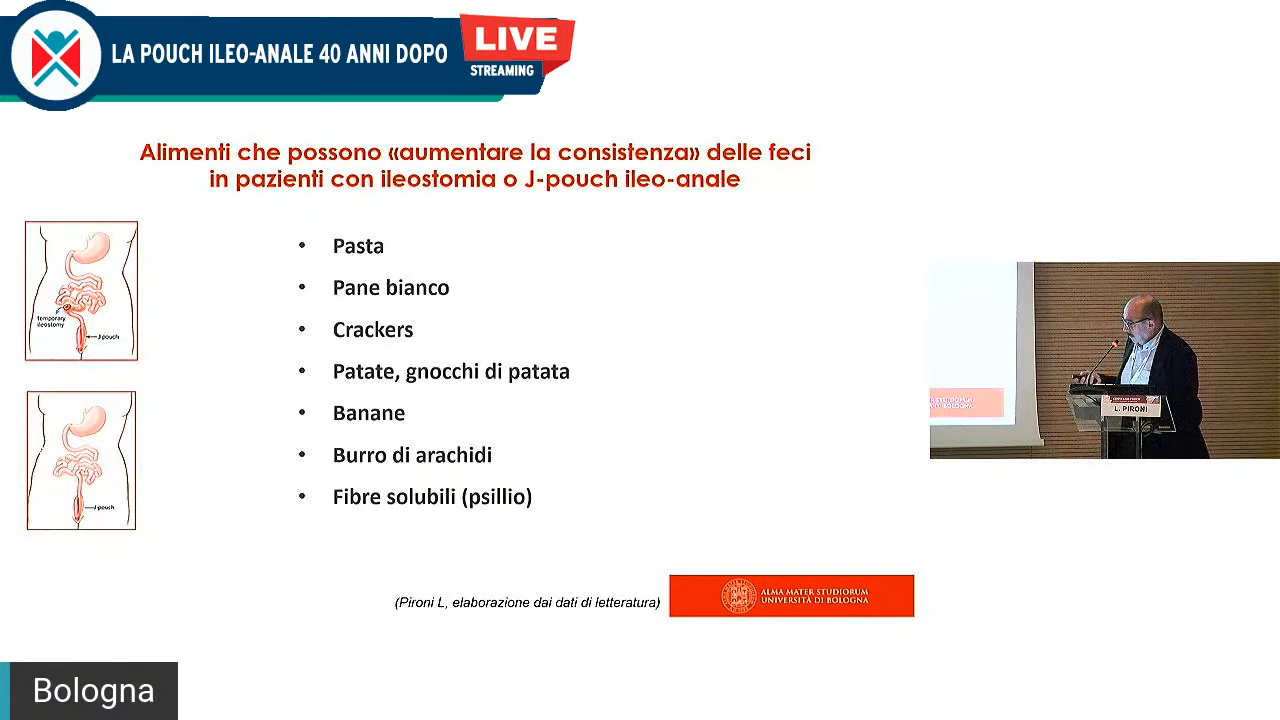 LA POUCH ILEO-ANALE 40 ANNI DOPO
LIVE
STREAMING
Alimenti che possono «aumentare la consistenza» delle feci
in pazienti con ileostomia o J-pouch ileo-anale
temporary
ileostomy
J-pouch
• Pasta
• Pane bianco
• Crackers
• Patate, gnocchi di patata
• Banane
• Burro di arachidi
• Fibre solubili (psillio)
J-pouch
L. PIRONI
(Pironi L, elaborazione dai dati di letteratura)
ALMA MATER STUDIORUM
UNIVERSITÀ DI BOLOGNA
Bologna